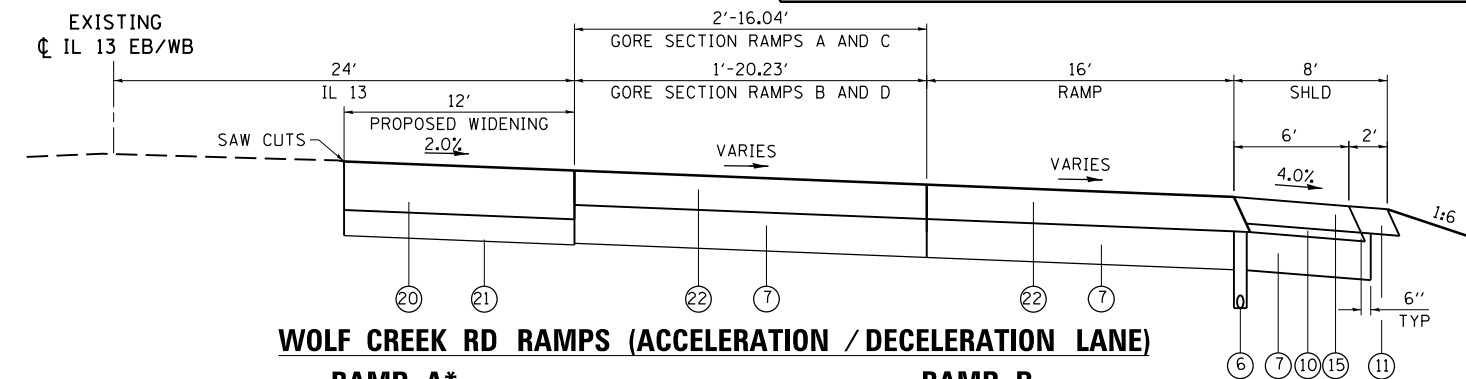 EXISTING
℄ IL 13 EB/WB
2'-16.04'
GORE SECTION RAMPS A AND C
24'
IL 13
1'-20.23'
GORE SECTION RAMPS B AND D
16'
RAMP
8'
SHLD
12'
PROPOSED WIDENING
6'
2'
SAW CUTS
2.0%
VARIES
VARIES
4.0%
1:6
20
21
22
7
22
7
6"
TYP
6
7
10
15
11
WOLF CREEK RD RAMPS (ACCELERATION / DECELERATION LANE)
RAMP A*
RAMP B